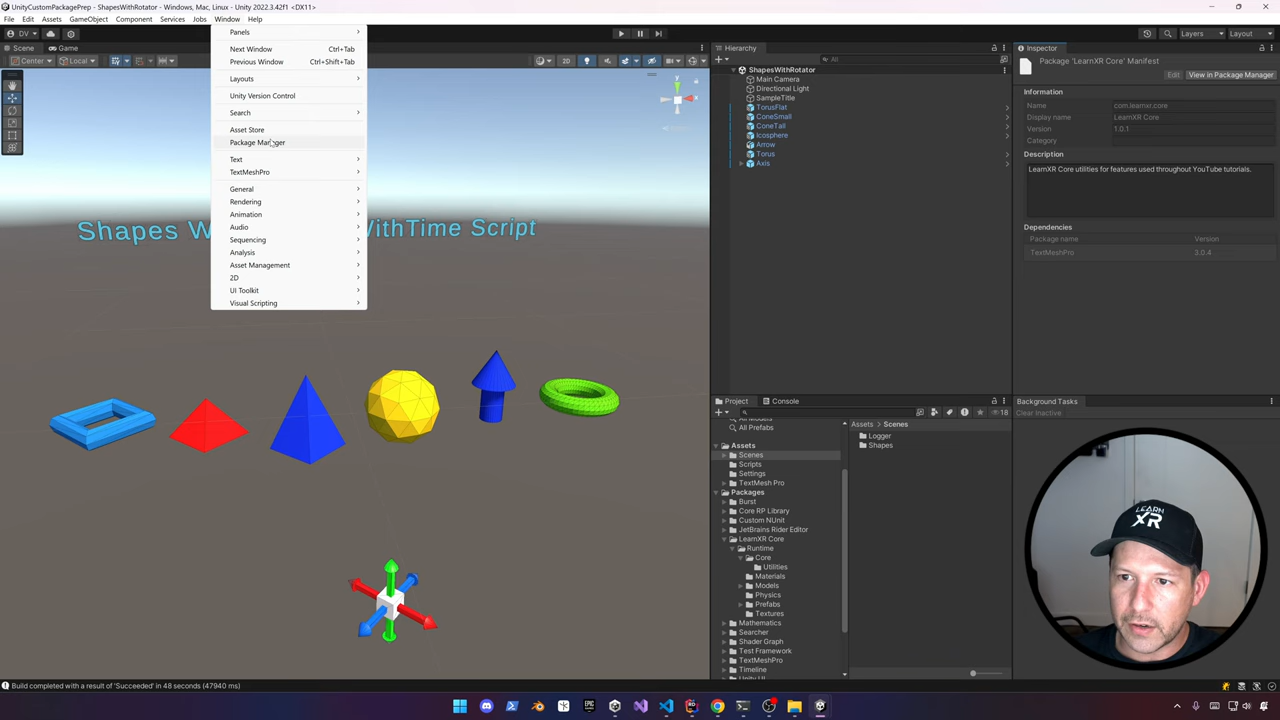 UnityCustomPackagePrep - ShapesWithRotator - Windows, Mac, Linux - Unity 2022.3.42f1 <DX11>
File Edit Assets GameObject Component Services Jobs Window Help
DV Layers Layout
Scene Game
Center Local 2D
Panels
Next Window Ctrl+Tab
Previous Window Ctrl+Shift+Tab
Layouts
Unity Version Control
Search
Asset Store
Package Manager
Text
TextMeshPro
General
Rendering
Animation
Audio
Sequencing
Analysis
Asset Management
2D
UI Toolkit
Visual Scripting
y
Shapes W WithTime Script
Hierarchy
All
ShapesWithRotator
Main Camera
Directional Light
SampleTitle
TorusFlat
ConeSmall
ConeTall
Icosphere
Arrow
Torus
Axis
Inspector
Package 'LearnXR Core' Manifest
Edit View in Package Manager
Information
Name com.learnxr.core
Display name LearnXR Core
Version 1.0.1
Category
Description
LearnXR Core utilities for features used throughout YouTube tutorials.
Dependencies
Package name Version
TextMeshPro 3.0.4
Project Console
18
All Prefabs
Assets
Scenes
Scripts
Settings
TextMesh Pro
Packages
Burst
Core RP Library
Custom NUnit
JetBrains Rider Editor
LearnXR Core
Runtime
Core
Utilities
Materials
Models
Physics
Prefabs
Textures
Mathematics
Searcher
Shader Graph
Test Framework
TextMeshPro
Timeline
Assets > Scenes
Logger
Shapes
Background Tasks
Clear Inactive
LEARN
XR
Build completed with a result of 'Succeeded' in 48 seconds (47940 ms)